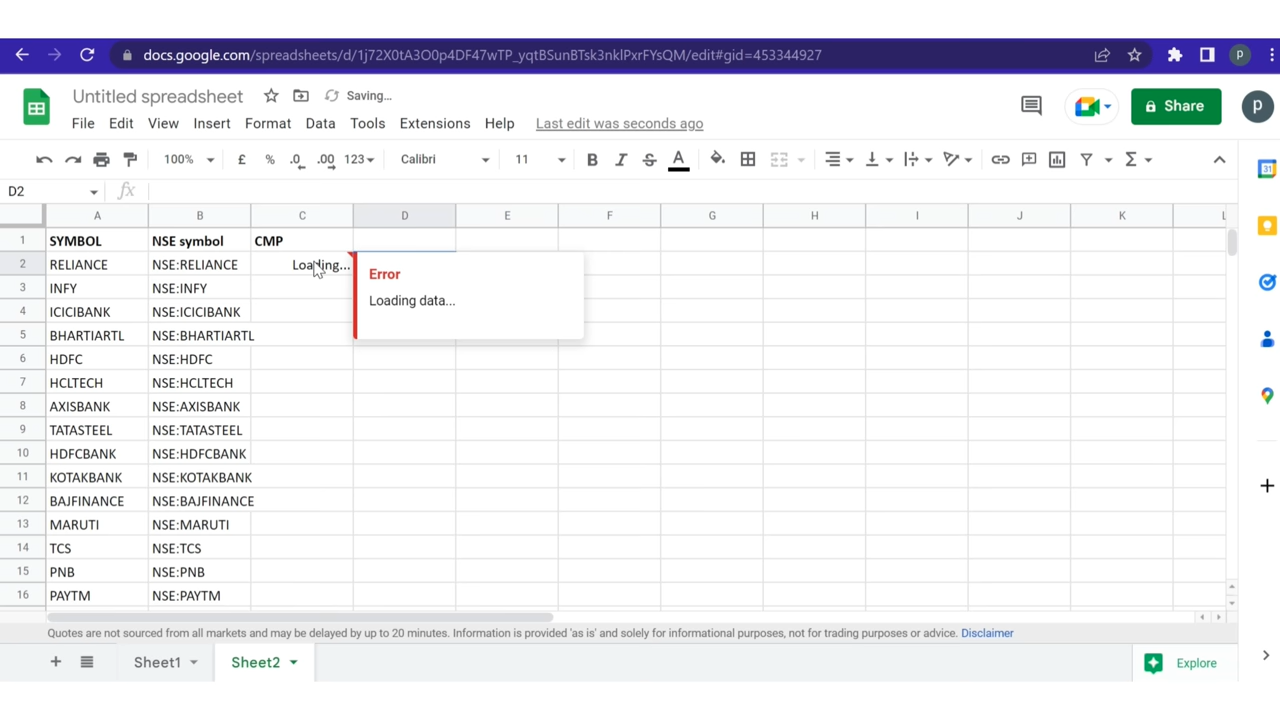 docs.google.com/spreadsheets/d/1j72X0tA3O0p4DF47wTP_yqtBSunBTsk3nklPxrFYsQM/edit#gid=453344927
p
Untitled spreadsheet
Saving...
Share
p
File Edit View Insert Format Data Tools Extensions Help Last edit was seconds ago
100% £ % .0 .00 123 Calibri 11 B I S A Σ
31
D2 fx
A B C D E F G H I J K L
1 SYMBOL NSE symbol CMP
2 RELIANCE NSE:RELIANCE Loading...
Error
Loading data...
3 INFY NSE:INFY
4 ICICIBANK NSE:ICICIBANK
5 BHARTIARTL NSE:BHARTIARTL
6 HDFC NSE:HDFC
7 HCLTECH NSE:HCLTECH
8 AXISBANK NSE:AXISBANK
9 TATASTEEL NSE:TATASTEEL
10 HDFCBANK NSE:HDFCBANK
11 KOTAKBANK NSE:KOTAKBANK
12 BAJFINANCE NSE:BAJFINANCE
13 MARUTI NSE:MARUTI
14 TCS NSE:TCS
15 PNB NSE:PNB
16 PAYTM NSE:PAYTM
Quotes are not sourced from all markets and may be delayed by up to 20 minutes. Information is provided 'as is' and solely for informational purposes, not for trading purposes or advice. Disclaimer
Sheet1 Sheet2 Explore